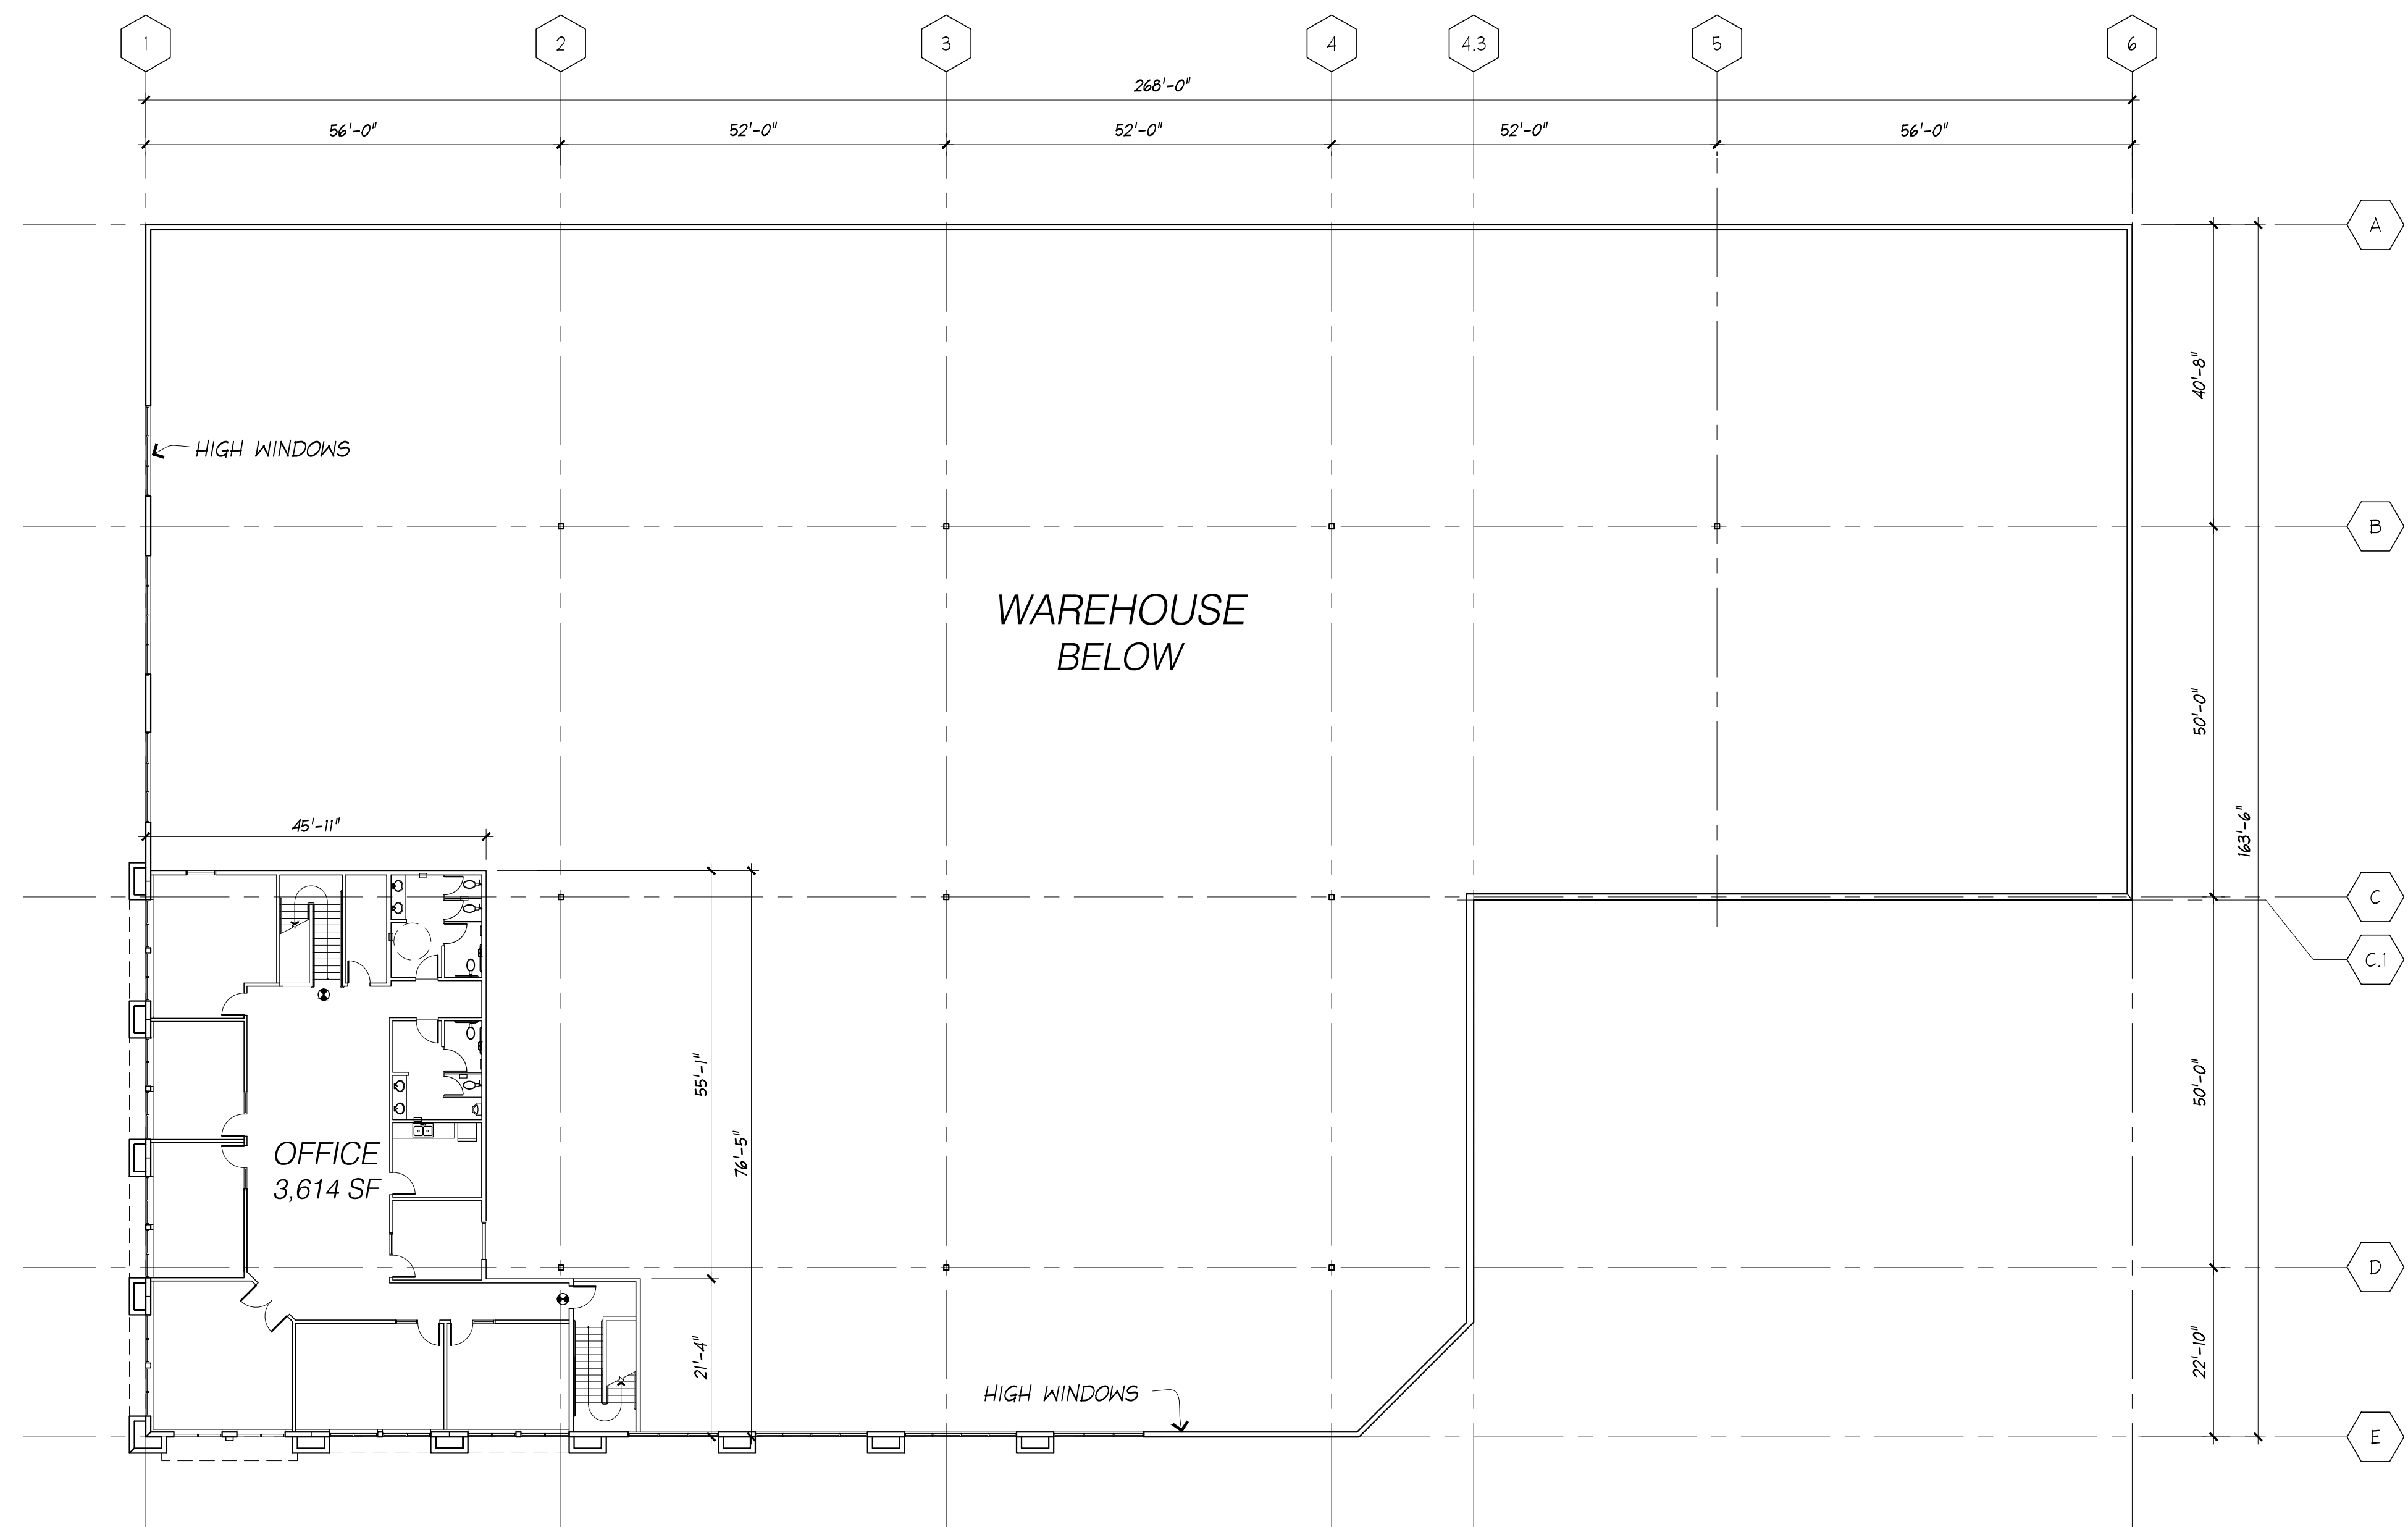 1
2
3
4
4.3
5
6
268'-0"
56'-0"
52'-0"
52'-0"
52'-0"
56'-0"
A
40'-8"
HIGH WINDOWS
B
WAREHOUSE
BELOW
50'-0"
163'-6"
45'-11"
C
C.1
55'-1"
50'-0"
76'-5"
OFFICE
3,614 SF
D
21'-4"
22'-10"
HIGH WINDOWS
E